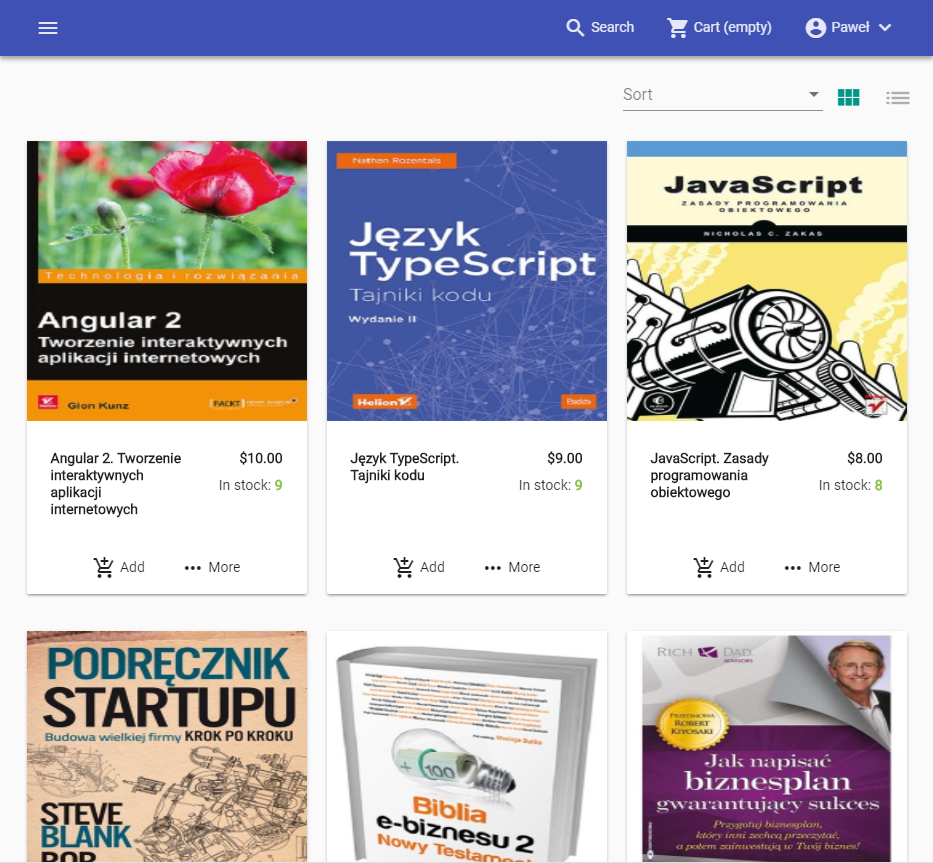 Search
Cart (empty)
Paweł
Sort
Technologia i rozwiązania
Angular 2
Tworzenie interaktywnych
aplikacji internetowych
Gion Kunz
PACKT
Angular 2. Tworzenie
interaktywnych
aplikacji
internetowych
$10.00
In stock: 9
Add
More
Nathan Rozentals
Język
TypeScript
Tajniki kodu
Wydanie II
Helion
Packt
Język TypeScript.
Tajniki kodu
$9.00
In stock: 9
Add
More
JavaScript
ZASADY PROGRAMOWANIA
OBIEKTOWEGO
NICHOLAS C. ZAKAS
JavaScript. Zasady
programowania
obiektowego
$8.00
In stock: 8
Add
More
PODRĘCZNIK
STARTUPU
Budowa wielkiej firmy KROK PO KROKU
STEVE
BLANK
BOB
100
Biblia
e-biznesu 2
Nowy Testament
RICH DAD
ADVISORS
PRZEDMOWA
ROBERT
KIYOSAKI
Jak napisać
biznesplan
gwarantujący sukces
Przygotuj biznesplan,
który inni zechcą przeczytać,
a potem zainwestują w Twój biznes!